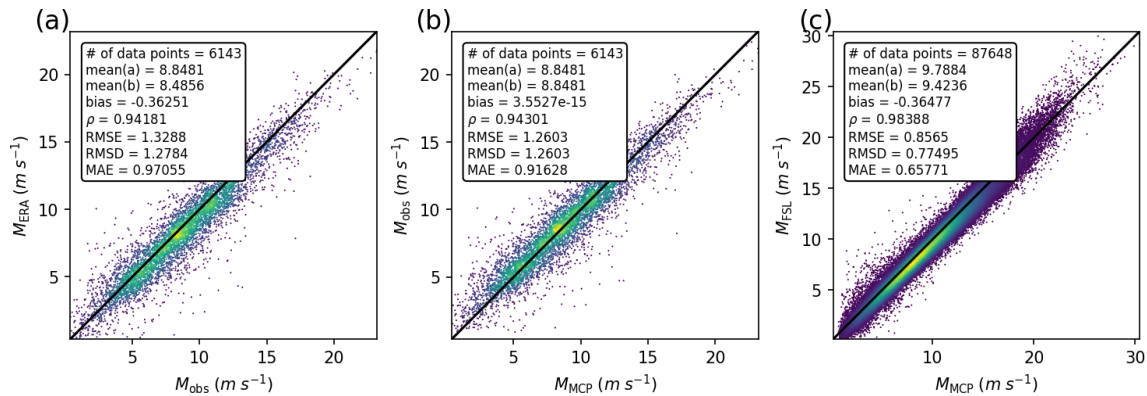 (a)
# of data points = 6143
mean(a) = 8.8481
mean(b) = 8.4856
bias = -0.36251
ρ = 0.94181
RMSE = 1.3288
RMSD = 1.2784
MAE = 0.97055
20
15
10
5
M_ERA (m s⁻¹)
5 10 15 20
M_obs (m s⁻¹)
(b)
# of data points = 6143
mean(a) = 8.8481
mean(b) = 8.8481
bias = 3.5527e-15
ρ = 0.94301
RMSE = 1.2603
RMSD = 1.2603
MAE = 0.91628
20
15
10
5
M_obs (m s⁻¹)
5 10 15 20
M_MCP (m s⁻¹)
(c)
# of data points = 87648
mean(a) = 9.7884
mean(b) = 9.4236
bias = -0.36477
ρ = 0.98388
RMSE = 0.8565
RMSD = 0.77495
MAE = 0.65771
30
25
20
15
10
5
M_FSL (m s⁻¹)
10 20 30
M_MCP (m s⁻¹)